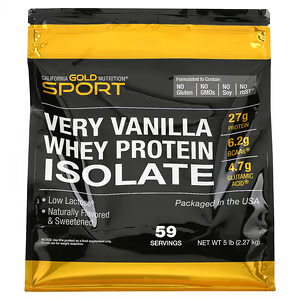 CALIFORNIA GOLD NUTRITION®
SPORT
Formulated to Contain:
NO Gluten
NO GMOs
NO Soy
NO rbST
VERY VANILLA
WHEY PROTEIN
ISOLATE
27g
PROTEIN
6.2g
BCAAs
4.7g
GLUTAMIC
ACID
• Low Lactose
• Naturally Flavored
& Sweetened
Packaged in the USA
59
SERVINGS
NET WT 5 lb (2.27 kg)